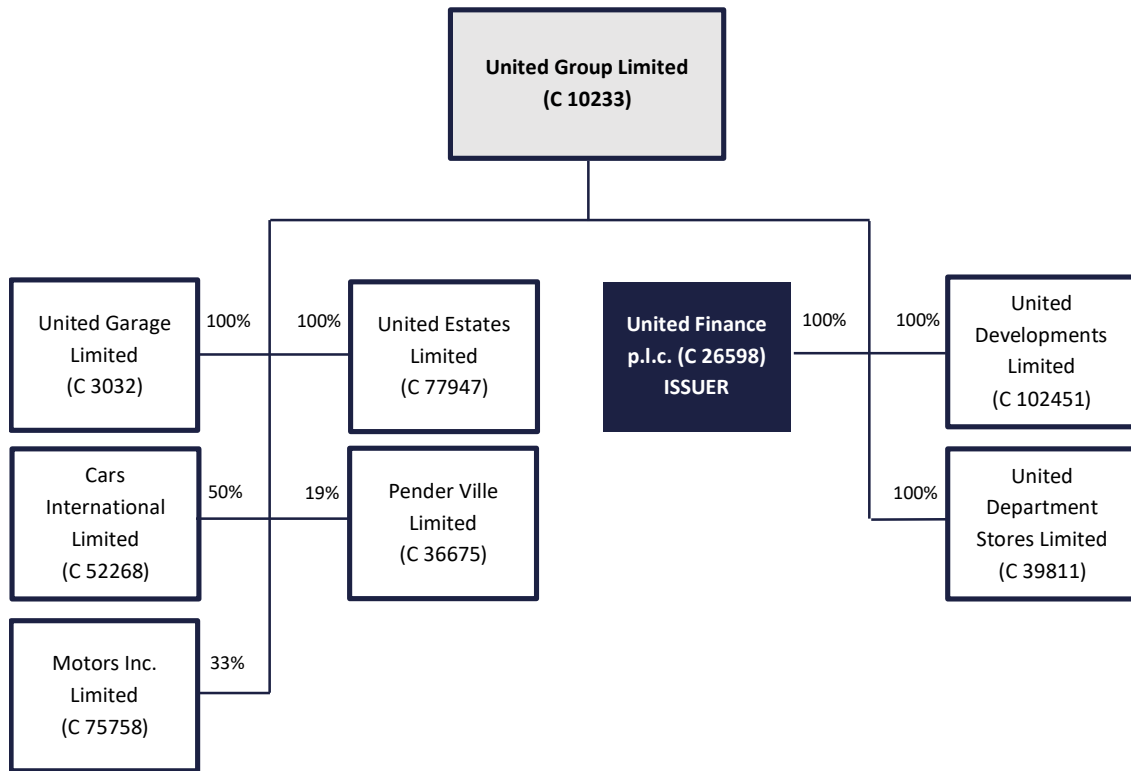 United Group Limited
(C 10233)
United Garage
Limited
(C 3032)
100%
100%
United Estates
Limited
(C 77947)
United Finance
p.l.c. (C 26598)
ISSUER
100%
100%
United
Developments
Limited
(C 102451)
Cars
International
Limited
(C 52268)
50%
19%
Pender Ville
Limited
(C 36675)
100%
United
Department
Stores Limited
(C 39811)
Motors Inc.
Limited
(C 75758)
33%